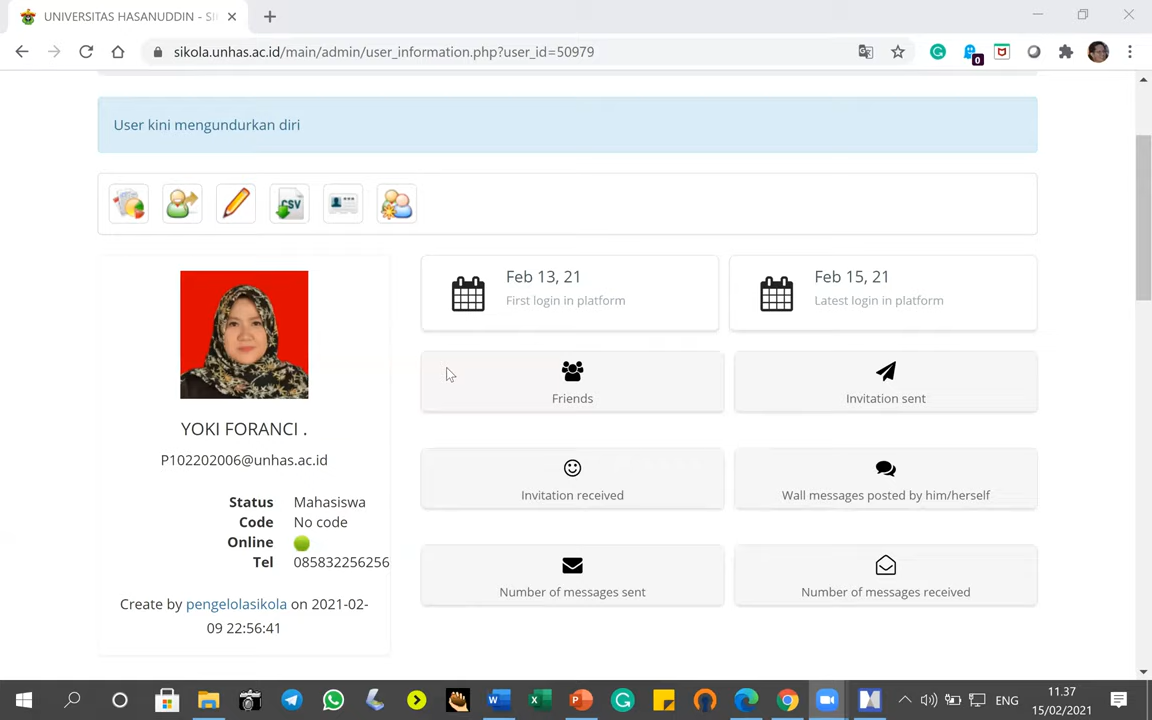 UNIVERSITAS HASANUDDIN - SI
sikola.unhas.ac.id/main/admin/user_information.php?user_id=50979
0
User kini mengundurkan diri
CSV
Feb 13, 21
First login in platform
Feb 15, 21
Latest login in platform
Friends
Invitation sent
YOKI FORANCI .
P102202006@unhas.ac.id
Invitation received
Wall messages posted by him/herself
Status Mahasiswa
Code No code
Online
Tel 085832256256
Number of messages sent
Number of messages received
Create by pengelolasikola on 2021-02-
09 22:56:41
ENG
11.37
15/02/2021